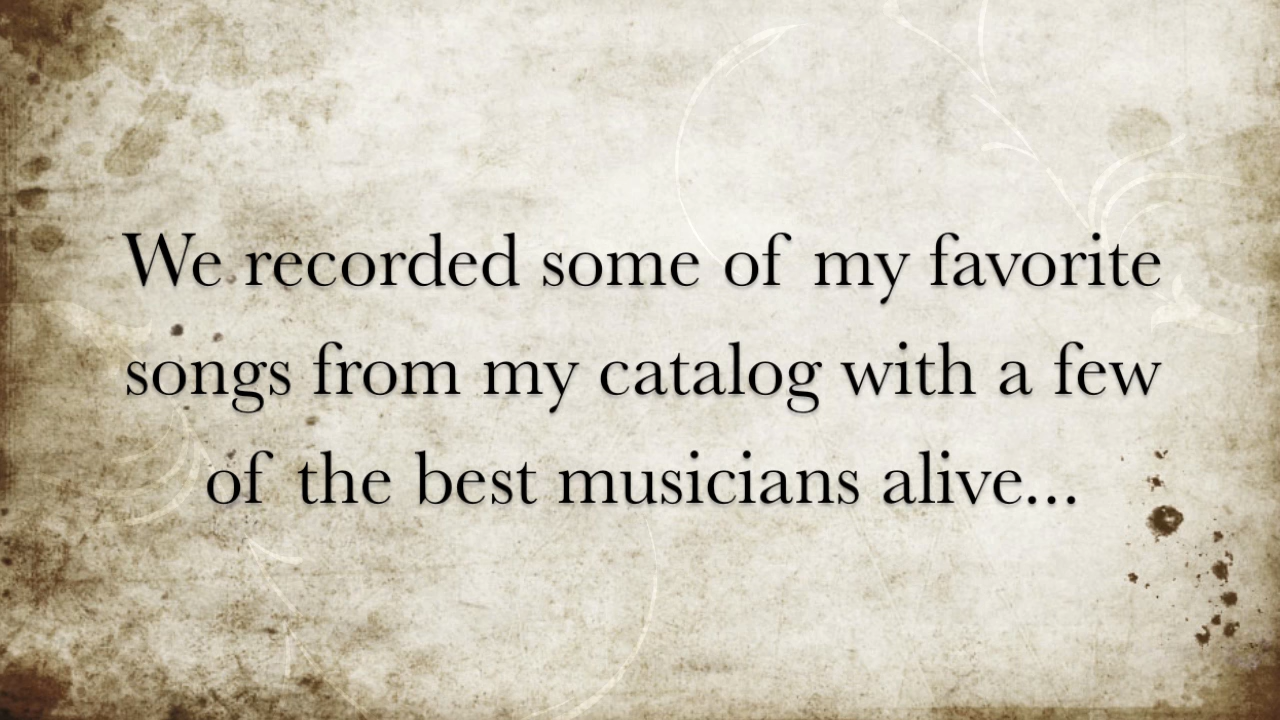 We recorded some of my favorite
songs from my catalog with a few
of the best musicians alive...